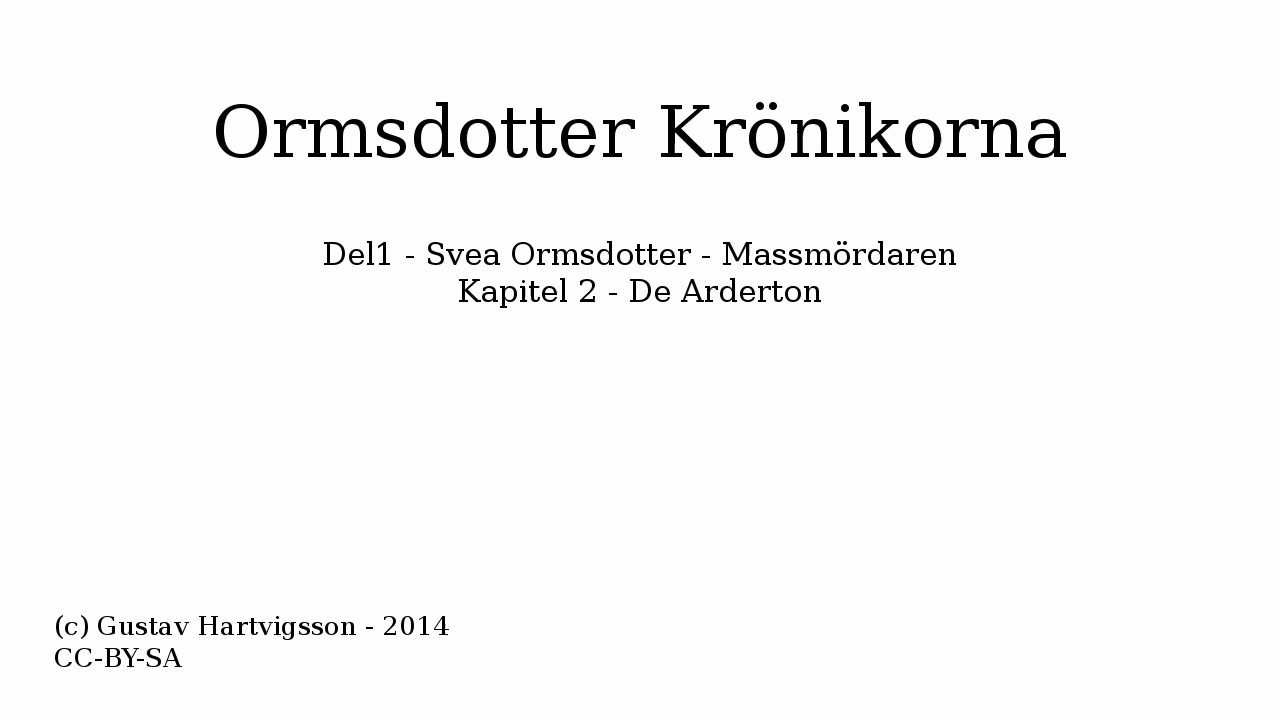 Ormsdotter Krönikorna
Del1 - Svea Ormsdotter - Massmördaren
Kapitel 2 - De Arderton
(c) Gustav Hartvigsson - 2014
CC-BY-SA